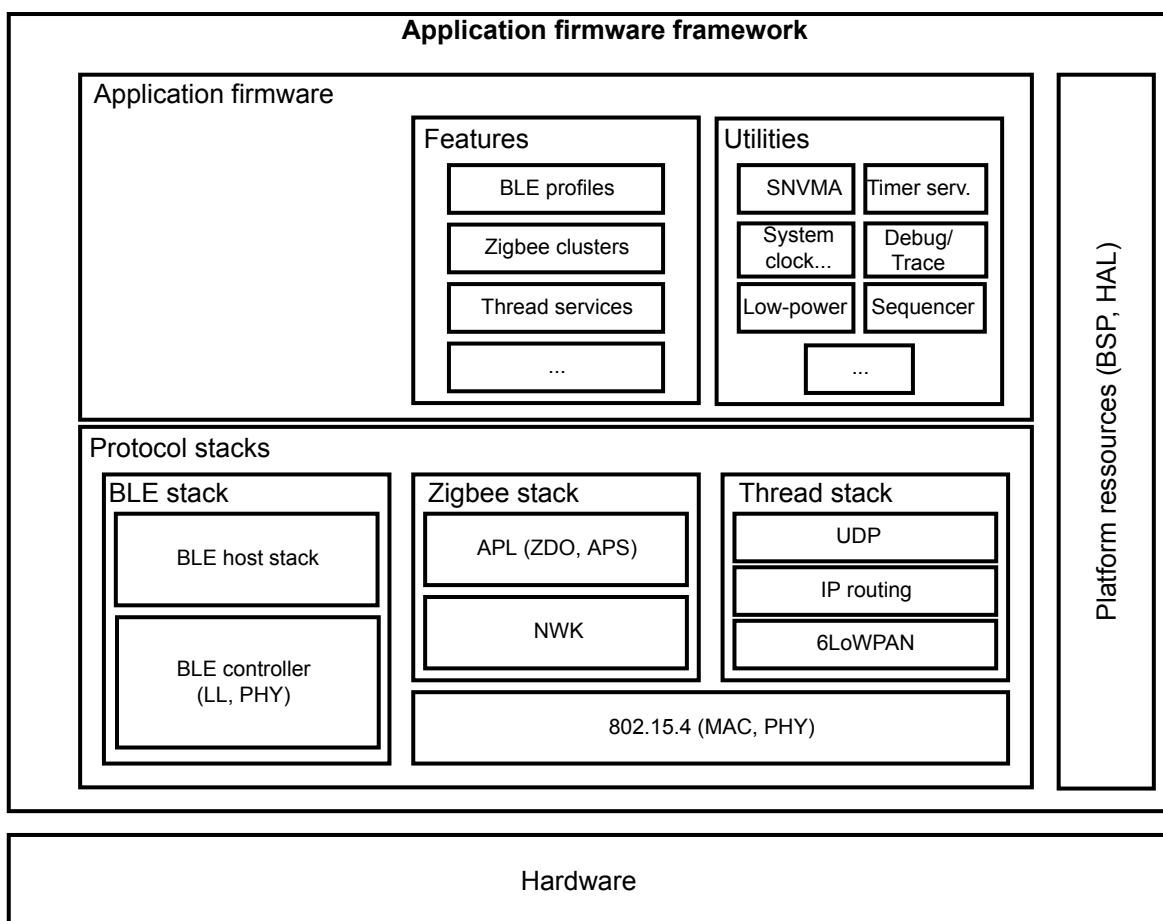 Application firmware framework
Application firmware
Features
BLE profiles
Zigbee clusters
Thread services
...
Utilities
SNVMA
Timer serv.
System
clock...
Debug/
Trace
Low-power
Sequencer
...
Protocol stacks
BLE stack
BLE host stack
BLE controller
(LL, PHY)
Zigbee stack
APL (ZDO, APS)
NWK
Thread stack
UDP
IP routing
6LoWPAN
802.15.4 (MAC, PHY)
Platform ressources (BSP, HAL)
Hardware